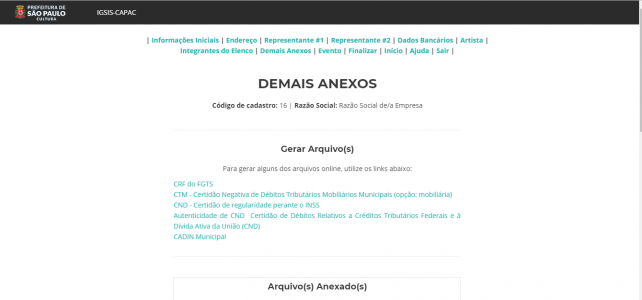 PREFEITURA DE
SÃO PAULO
CULTURA
IGSIS-CAPAC
| Informações Iniciais | Endereço | Representante #1 | Representante #2 | Dados Bancários | Artista |
Integrantes do Elenco | Demais Anexos | Evento | Finalizar | Início | Ajuda | Sair |
DEMAIS ANEXOS
Código de cadastro: 16 | Razão Social: Razão Social de/a Empresa
Gerar Arquivo(s)
Para gerar alguns dos arquivos online, utilize os links abaixo:
CRF do FGTS
CTM - Certidão Negativa de Débitos Tributários Mobiliários Municipais (opção: mobiliária)
CND - Certidão de regularidade perante o INSS
Autenticidade de CND Certidão de Débitos Relativos a Créditos Tributários Federais e à
Dívida Ativa da União (CND)
CADIN Municipal
Arquivo(s) Anexado(s)